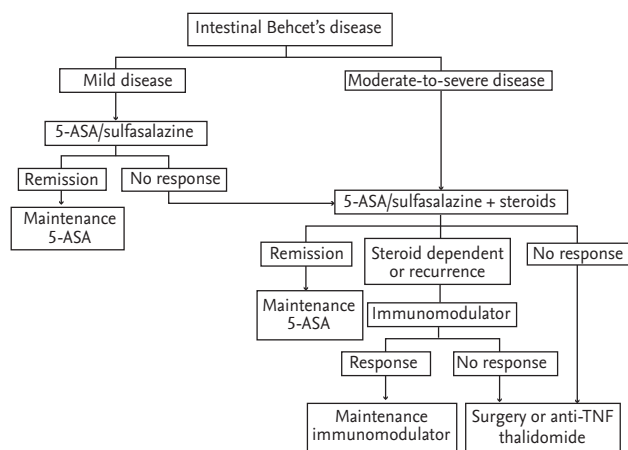 Intestinal Behcet's disease
Mild disease
Moderate-to-severe disease
5-ASA/sulfasalazine
Remission
No response
Maintenance
5-ASA
5-ASA/sulfasalazine + steroids
Remission
Steroid dependent
or recurrence
No response
Maintenance
5-ASA
Immunomodulator
Response
No response
Maintenance
immunomodulator
Surgery or anti-TNF
thalidomide